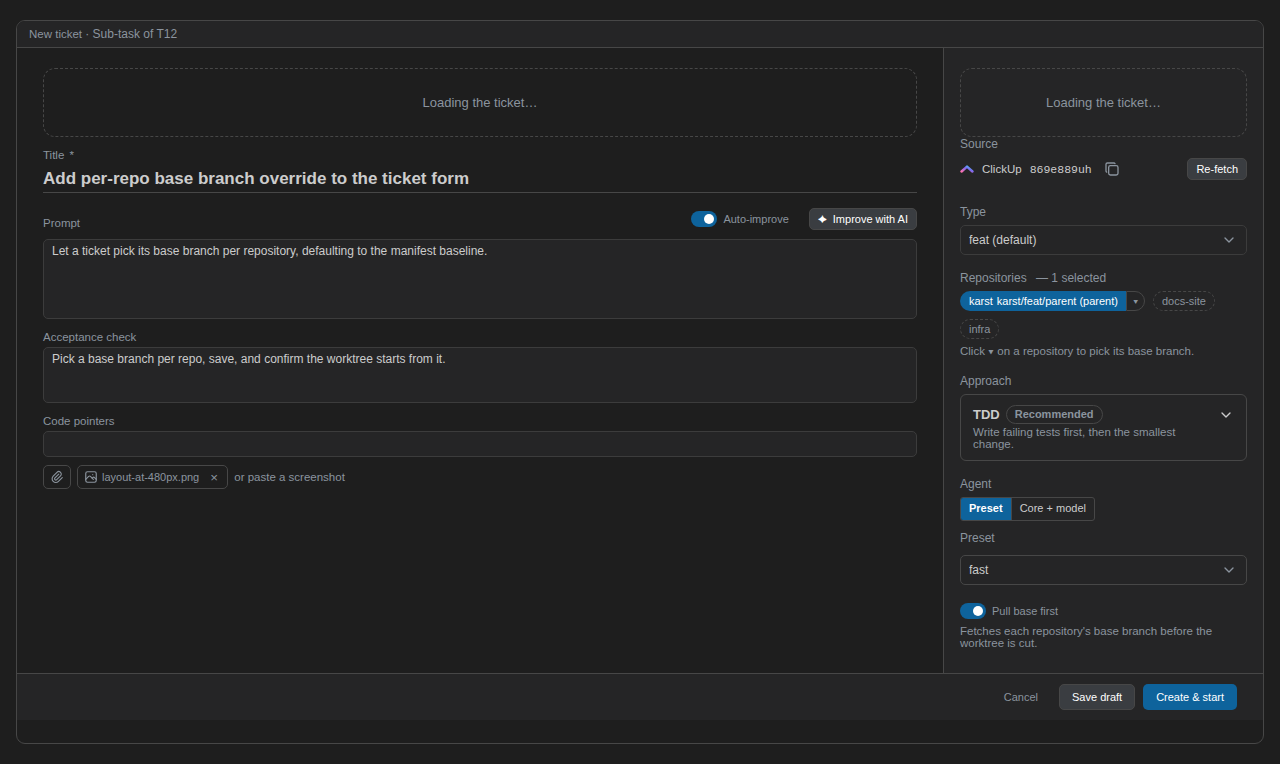 New ticket · Sub-task of T12
Loading the ticket…
Title *
Add per-repo base branch override to the ticket form
Prompt
Auto-improve
Improve with AI
Let a ticket pick its base branch per repository, defaulting to the manifest baseline.
Acceptance check
Pick a base branch per repo, save, and confirm the worktree starts from it.
Code pointers
layout-at-480px.png ×
or paste a screenshot
Loading the ticket…
Source
ClickUp 869e889uh
Re-fetch
Type
feat (default)
Repositories — 1 selected
karst karst/feat/parent (parent) ▾
docs-site
infra
Click ▾ on a repository to pick its base branch.
Approach
TDD Recommended
Write failing tests first, then the smallest
change.
Agent
Preset Core + model
Preset
fast
Pull base first
Fetches each repository's base branch before the
worktree is cut.
Cancel
Save draft
Create & start